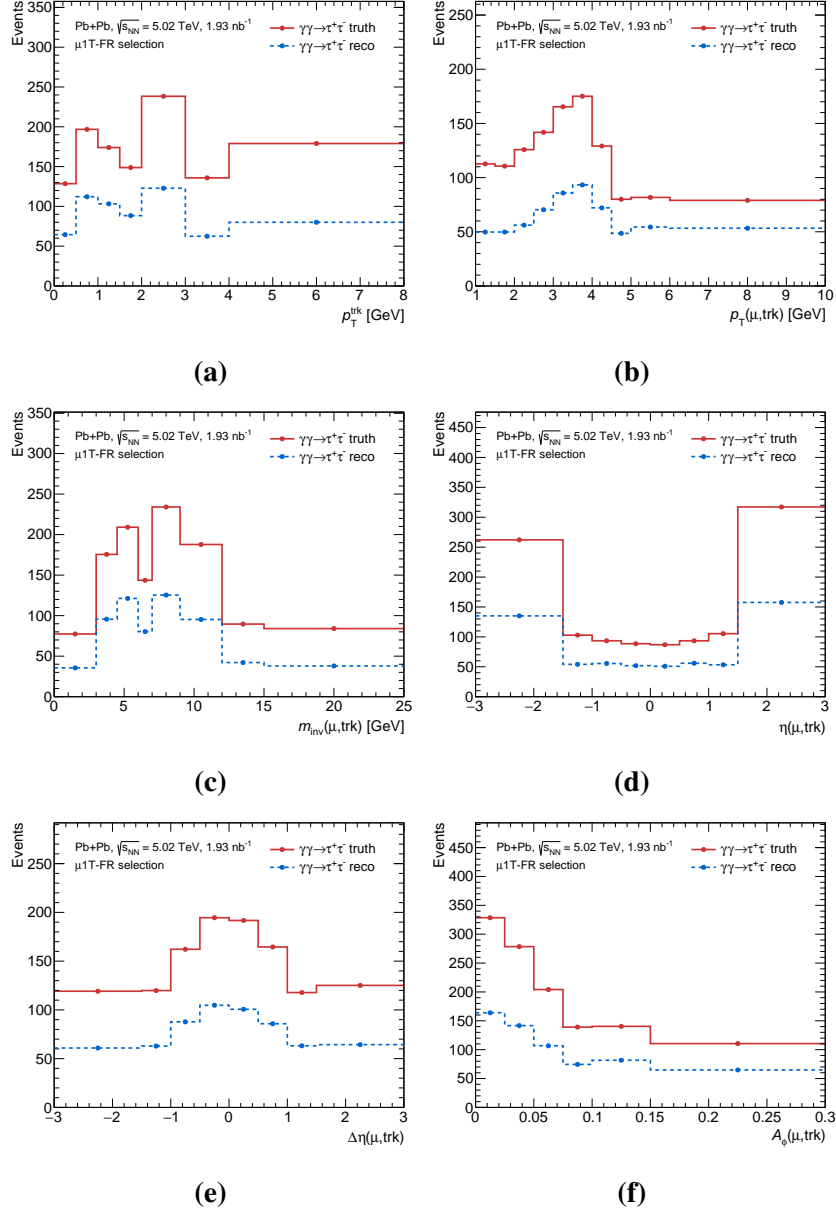 Events
350
300
250
200
150
100
50
0
Pb+Pb, √s_NN = 5.02 TeV, 1.93 nb⁻¹
μ1T-FR selection
γγ→τ⁺τ⁻ truth
γγ→τ⁺τ⁻ reco
0 1 2 3 4 5 6 7 8
p_T^trk [GeV]
(a)
Events
250
200
150
100
50
0
Pb+Pb, √s_NN = 5.02 TeV, 1.93 nb⁻¹
μ1T-FR selection
γγ→τ⁺τ⁻ truth
γγ→τ⁺τ⁻ reco
1 2 3 4 5 6 7 8 9 10
p_T(μ,trk) [GeV]
(b)
Events
350
300
250
200
150
100
50
0
Pb+Pb, √s_NN = 5.02 TeV, 1.93 nb⁻¹
μ1T-FR selection
γγ→τ⁺τ⁻ truth
γγ→τ⁺τ⁻ reco
0 5 10 15 20 25
m_inv(μ,trk) [GeV]
(c)
Events
450
400
350
300
250
200
150
100
50
0
Pb+Pb, √s_NN = 5.02 TeV, 1.93 nb⁻¹
μ1T-FR selection
γγ→τ⁺τ⁻ truth
γγ→τ⁺τ⁻ reco
−3 −2 −1 0 1 2 3
η(μ,trk)
(d)
Events
250
200
150
100
50
0
Pb+Pb, √s_NN = 5.02 TeV, 1.93 nb⁻¹
μ1T-FR selection
γγ→τ⁺τ⁻ truth
γγ→τ⁺τ⁻ reco
−3 −2 −1 0 1 2 3
Δη(μ,trk)
(e)
Events
450
400
350
300
250
200
150
100
50
0
Pb+Pb, √s_NN = 5.02 TeV, 1.93 nb⁻¹
μ1T-FR selection
γγ→τ⁺τ⁻ truth
γγ→τ⁺τ⁻ reco
0 0.05 0.1 0.15 0.2 0.25 0.3
A_ϕ(μ,trk)
(f)